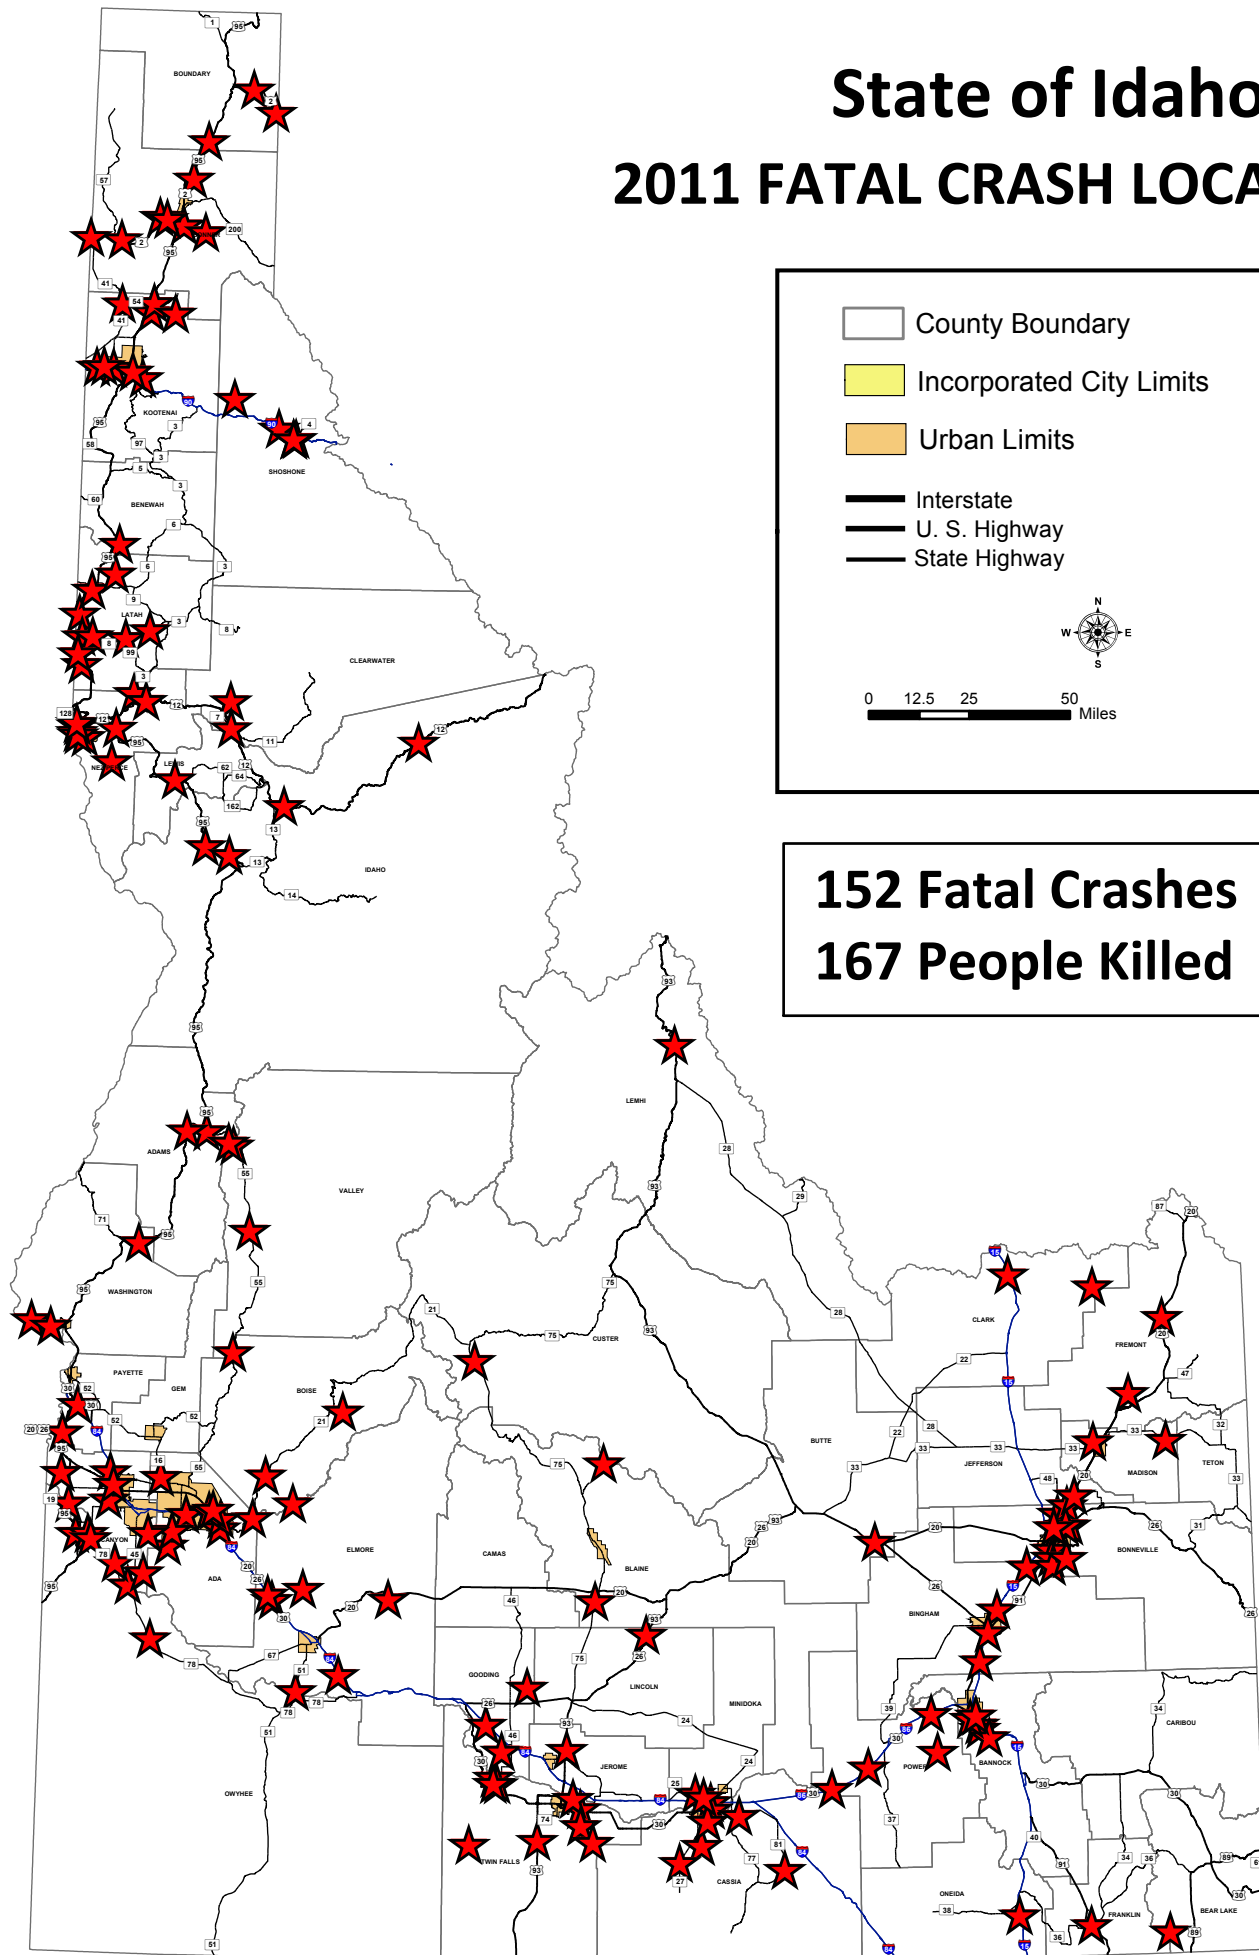 State of Idaho
2011 FATAL CRASH LOCA
County Boundary
Incorporated City Limits
Urban Limits
Interstate
U. S. Highway
State Highway
N
W E
S
0 12.5 25 50
Miles
152 Fatal Crashes
167 People Killed
BOUNDARY
KOOTENAI
SHOSHONE
BENEWAH
LATAH
CLEARWATER
LEWIS
IDAHO
LEMHI
ADAMS
VALLEY
WASHINGTON
CUSTER
CLARK
FREMONT
PAYETTE
GEM
BOISE
BUTTE
JEFFERSON
MADISON
TETON
CANYON
ADA
ELMORE
CAMAS
BLAINE
BONNEVILLE
BINGHAM
GOODING
LINCOLN
MINIDOKA
CARIBOU
OWYHEE
JEROME
POWER
BANNOCK
TWIN FALLS
CASSIA
ONEIDA
FRANKLIN
BEAR LAKE